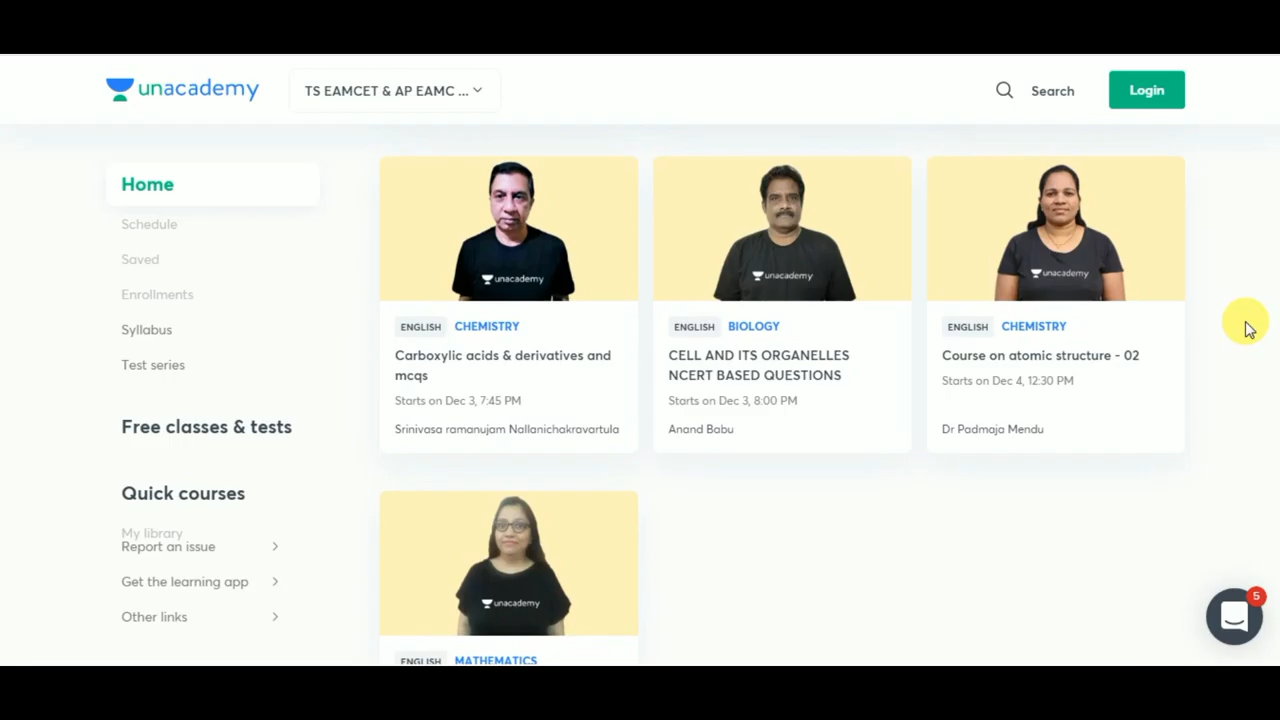 unacademy
TS EAMCET & AP EAMC ...
Search
Login
Home
Schedule
Saved
Enrollments
Syllabus
Test series
Free classes & tests
Quick courses
My library
Report an issue
Get the learning app
Other links
unacademy
ENGLISH CHEMISTRY
Carboxylic acids & derivatives and
mcqs
Starts on Dec 3, 7:45 PM
Srinivasa ramanujam Nallanichakravartula
unacademy
ENGLISH BIOLOGY
CELL AND ITS ORGANELLES
NCERT BASED QUESTIONS
Starts on Dec 3, 8:00 PM
Anand Babu
unacademy
ENGLISH CHEMISTRY
Course on atomic structure - 02
Starts on Dec 4, 12:30 PM
Dr Padmaja Mendu
unacademy
ENGLISH MATHEMATICS
5